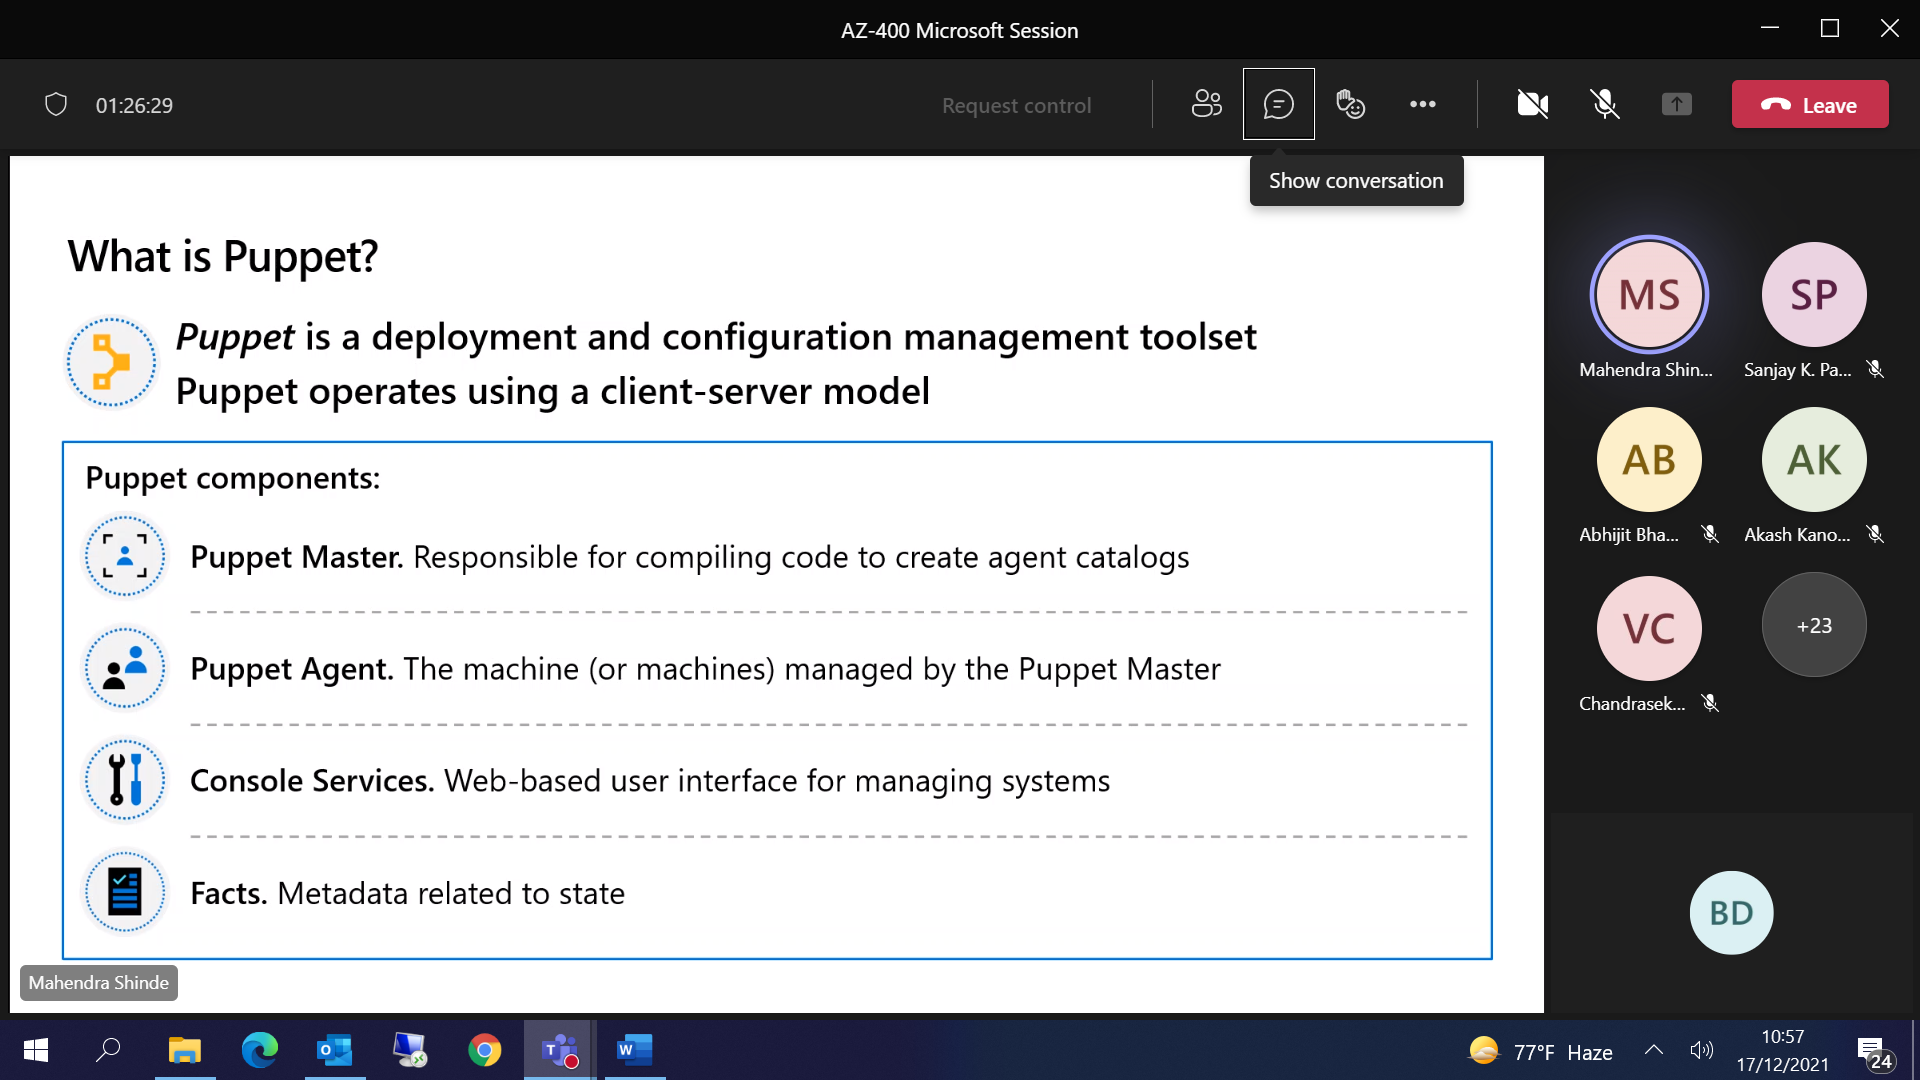 AZ-400 Microsoft Session
01:26:29
Request control
Leave
Show conversation
What is Puppet?
Puppet is a deployment and configuration management toolset
Puppet operates using a client-server model
Puppet components:
Puppet Master. Responsible for compiling code to create agent catalogs
Puppet Agent. The machine (or machines) managed by the Puppet Master
Console Services. Web-based user interface for managing systems
Facts. Metadata related to state
Mahendra Shinde
MS
SP
Mahendra Shin...
Sanjay K. Pa...
AB
AK
Abhijit Bha...
Akash Kano...
VC
+23
Chandrasek...
BD
77°F Haze
10:57
17/12/2021
24